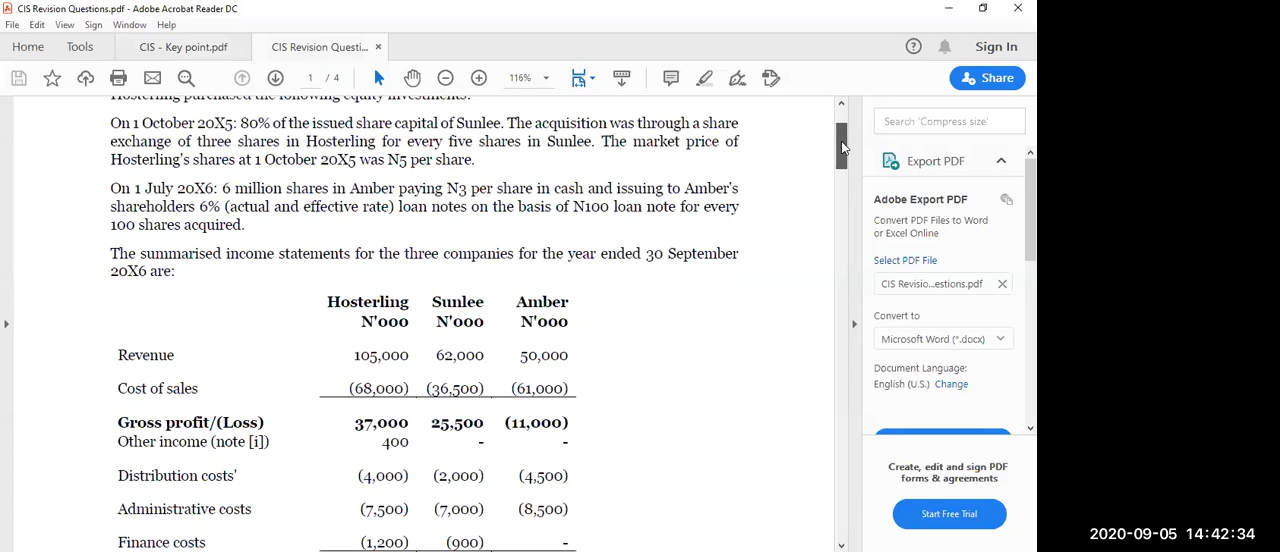 CIS Revision Questions.pdf - Adobe Acrobat Reader DC
File Edit View Sign Window Help
Home Tools CIS - Key point.pdf CIS Revision Questi... × Sign In
1 / 4 116% Share
Hosterling purchased the following equity investments:
On 1 October 20X5: 80% of the issued share capital of Sunlee. The acquisition was through a share
exchange of three shares in Hosterling for every five shares in Sunlee. The market price of
Hosterling's shares at 1 October 20X5 was N5 per share.
On 1 July 20X6: 6 million shares in Amber paying N3 per share in cash and issuing to Amber's
shareholders 6% (actual and effective rate) loan notes on the basis of N100 loan note for every
100 shares acquired.
The summarised income statements for the three companies for the year ended 30 September
20X6 are:
Hosterling Sunlee Amber
N'000 N'000 N'000
Revenue 105,000 62,000 50,000
Cost of sales (68,000) (36,500) (61,000)
Gross profit/(Loss) 37,000 25,500 (11,000)
Other income (note [i]) 400 - -
Distribution costs' (4,000) (2,000) (4,500)
Administrative costs (7,500) (7,000) (8,500)
Finance costs (1,200) (900) -
Search 'Compress size'
Export PDF
Adobe Export PDF
Convert PDF Files to Word
or Excel Online
Select PDF File
CIS Revisio...estions.pdf ×
Convert to
Microsoft Word (*.docx)
Document Language:
English (U.S.) Change
Create, edit and sign PDF
forms & agreements
Start Free Trial
2020-09-05 14:42:34